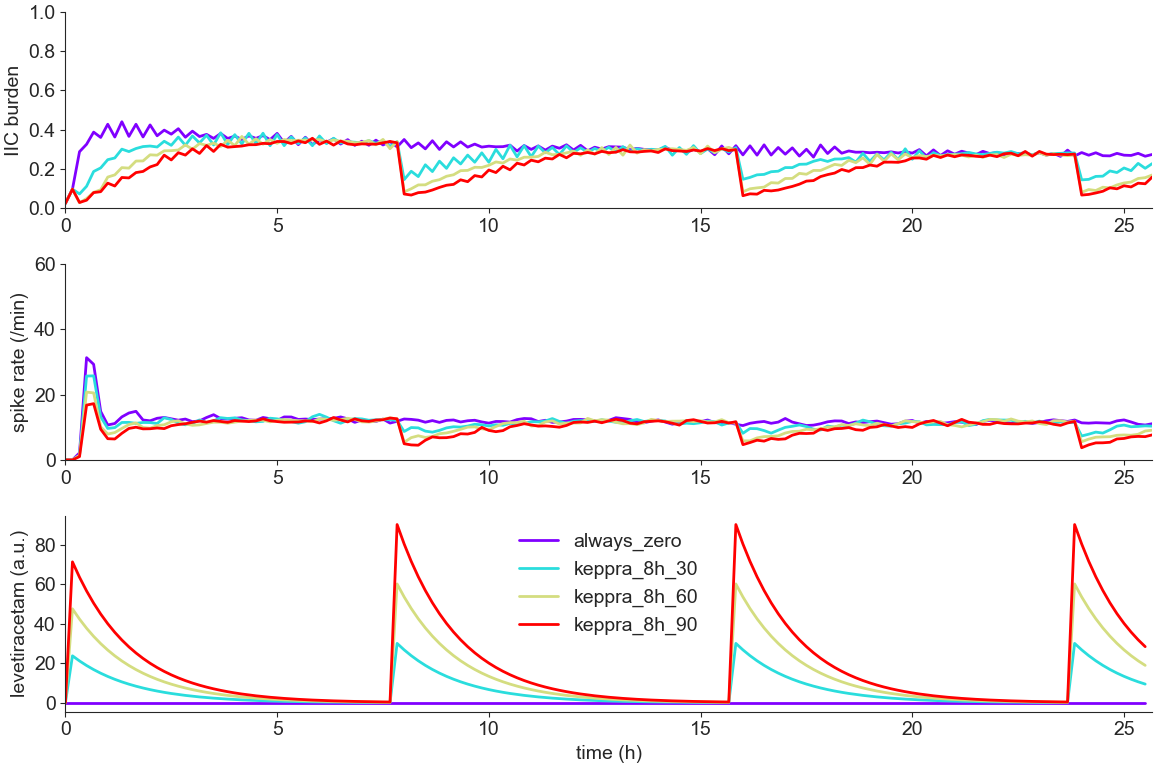 IIC burden
1.0
0.8
0.6
0.4
0.2
0.0
0 5 10 15 20 25
spike rate (/min)
60
40
20
0
0 5 10 15 20 25
levetiracetam (a.u.)
80
60
40
20
0
always_zero
keppra_8h_30
keppra_8h_60
keppra_8h_90
0 5 10 15 20 25
time (h)